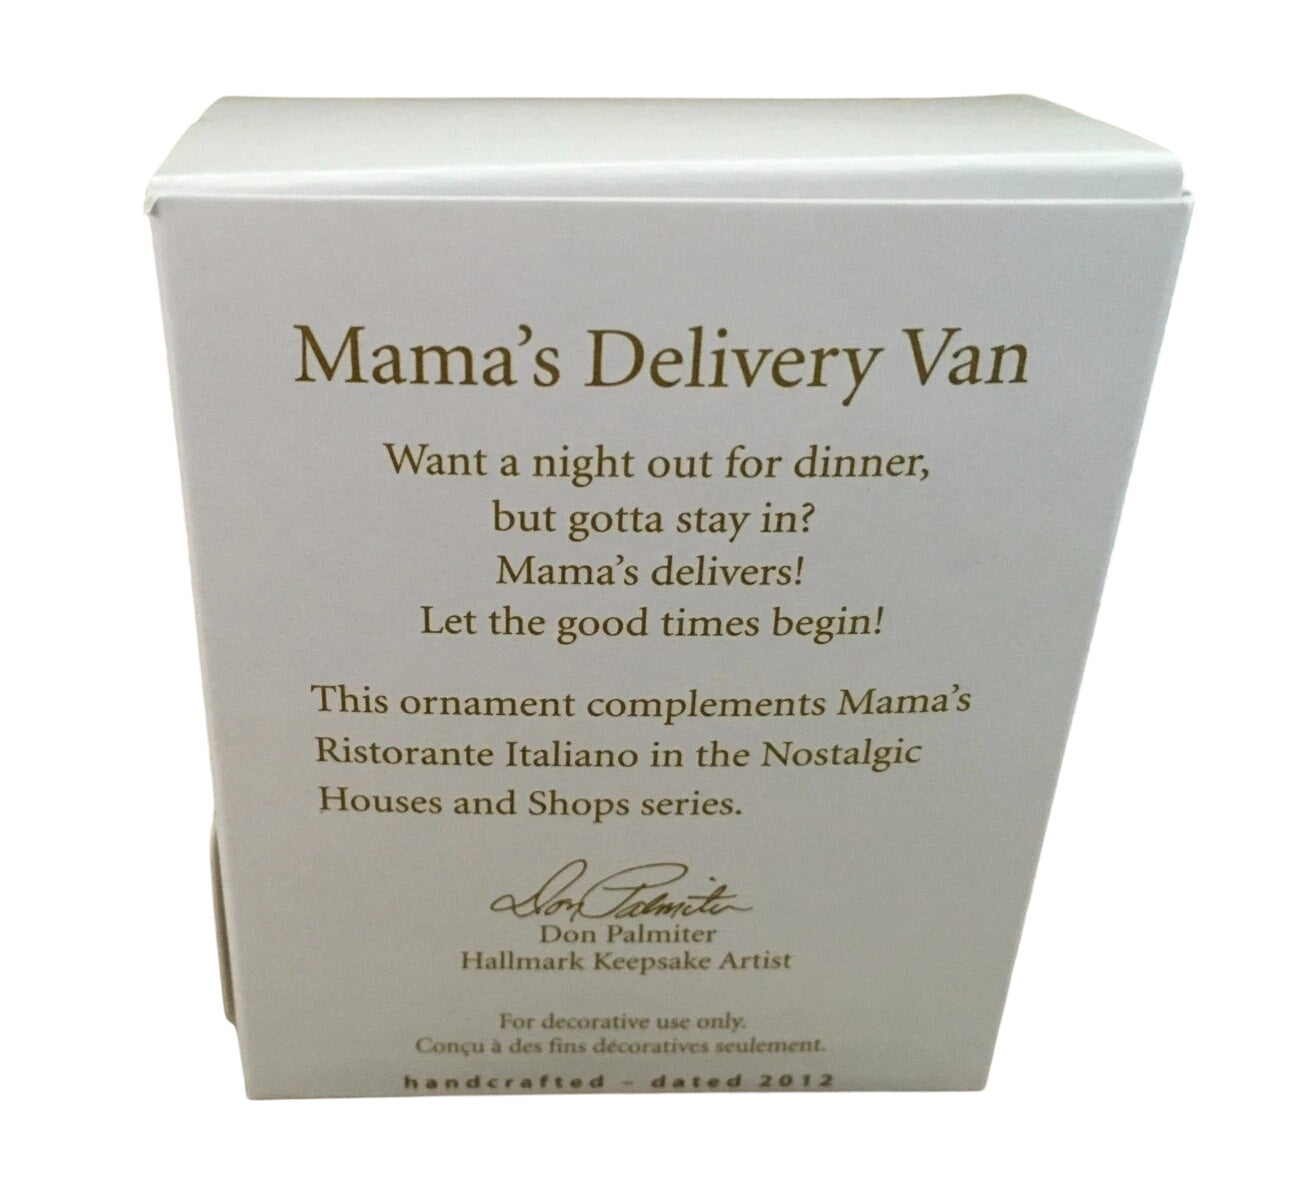 Mama's Delivery Van
Want a night out for dinner,
but gotta stay in?
Mama's delivers!
Let the good times begin!
This ornament complements Mama's
Ristorante Italiano in the Nostalgic
Houses and Shops series.
Don Palmiter
Don Palmiter
Hallmark Keepsake Artist
For decorative use only.
Conçu à des fins décoratives seulement.
handcrafted – dated 2012